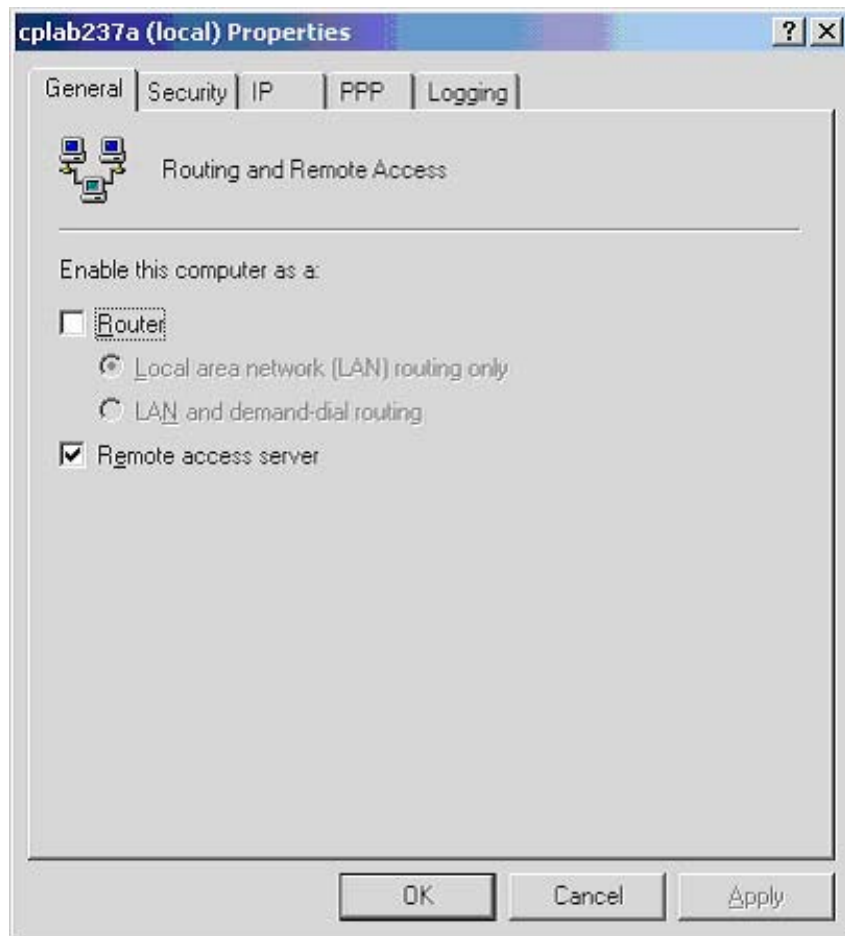 cplab237a (local) Properties
General Security IP PPP Logging
Routing and Remote Access
Enable this computer as a:
Router
Local area network (LAN) routing only
LAN and demand-dial routing
Remote access server
OK Cancel Apply